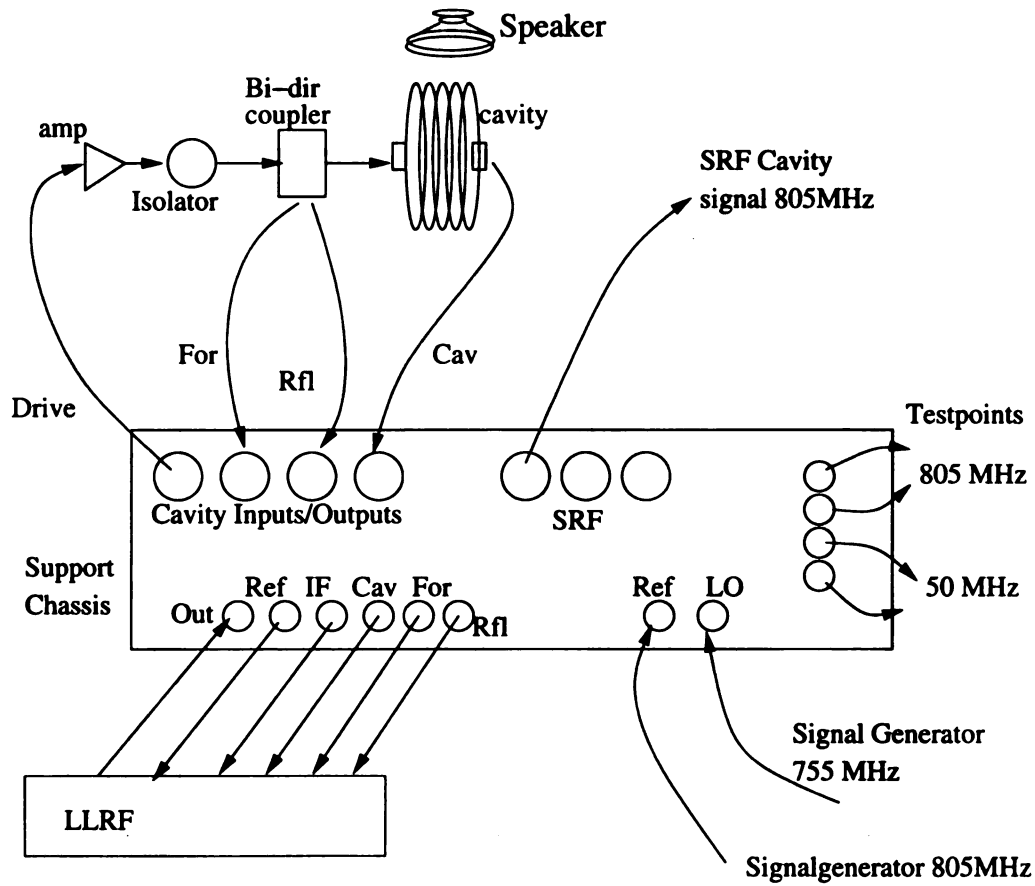 Speaker
Bi-dir
coupler
cavity
amp
Isolator
SRF Cavity
signal 805MHz
For
Rfl
Cav
Drive
Testpoints
805 MHz
Cavity Inputs/Outputs
SRF
Support
Chassis
Out
Ref
IF
Cav
For
Rfl
Ref
LO
50 MHz
Signal Generator
755 MHz
LLRF
Signalgenerator 805MHz